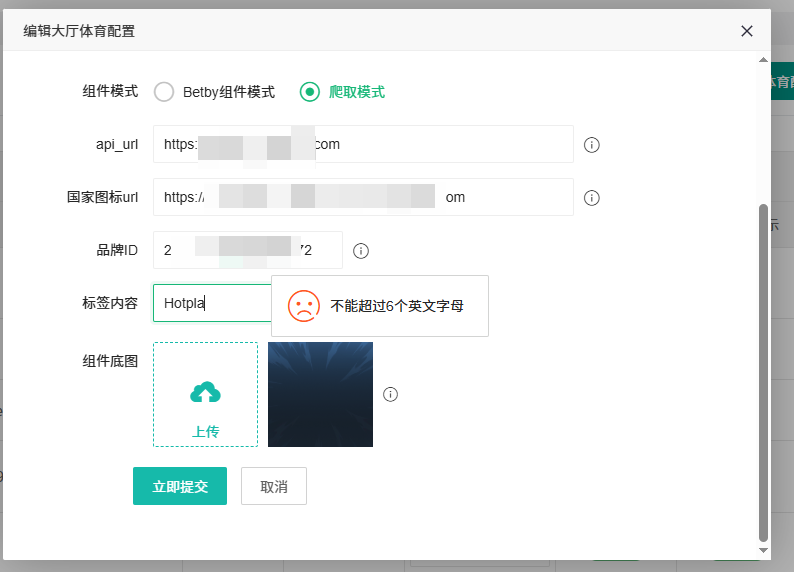 编辑大厅体育配置
组件模式 Betby组件模式 爬取模式
api_url https: .com
国家图标url https:// om
品牌ID 2 72
标签内容 Hotpla
不能超过6个英文字母
组件底图
上传
立即提交 取消